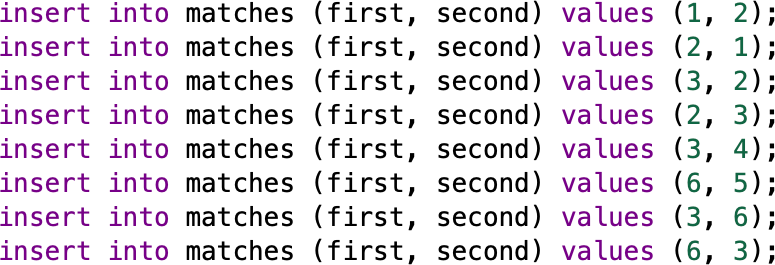 insert into matches (first, second) values (1, 2);
insert into matches (first, second) values (2, 1);
insert into matches (first, second) values (3, 2);
insert into matches (first, second) values (2, 3);
insert into matches (first, second) values (3, 4);
insert into matches (first, second) values (6, 5);
insert into matches (first, second) values (3, 6);
insert into matches (first, second) values (6, 3);